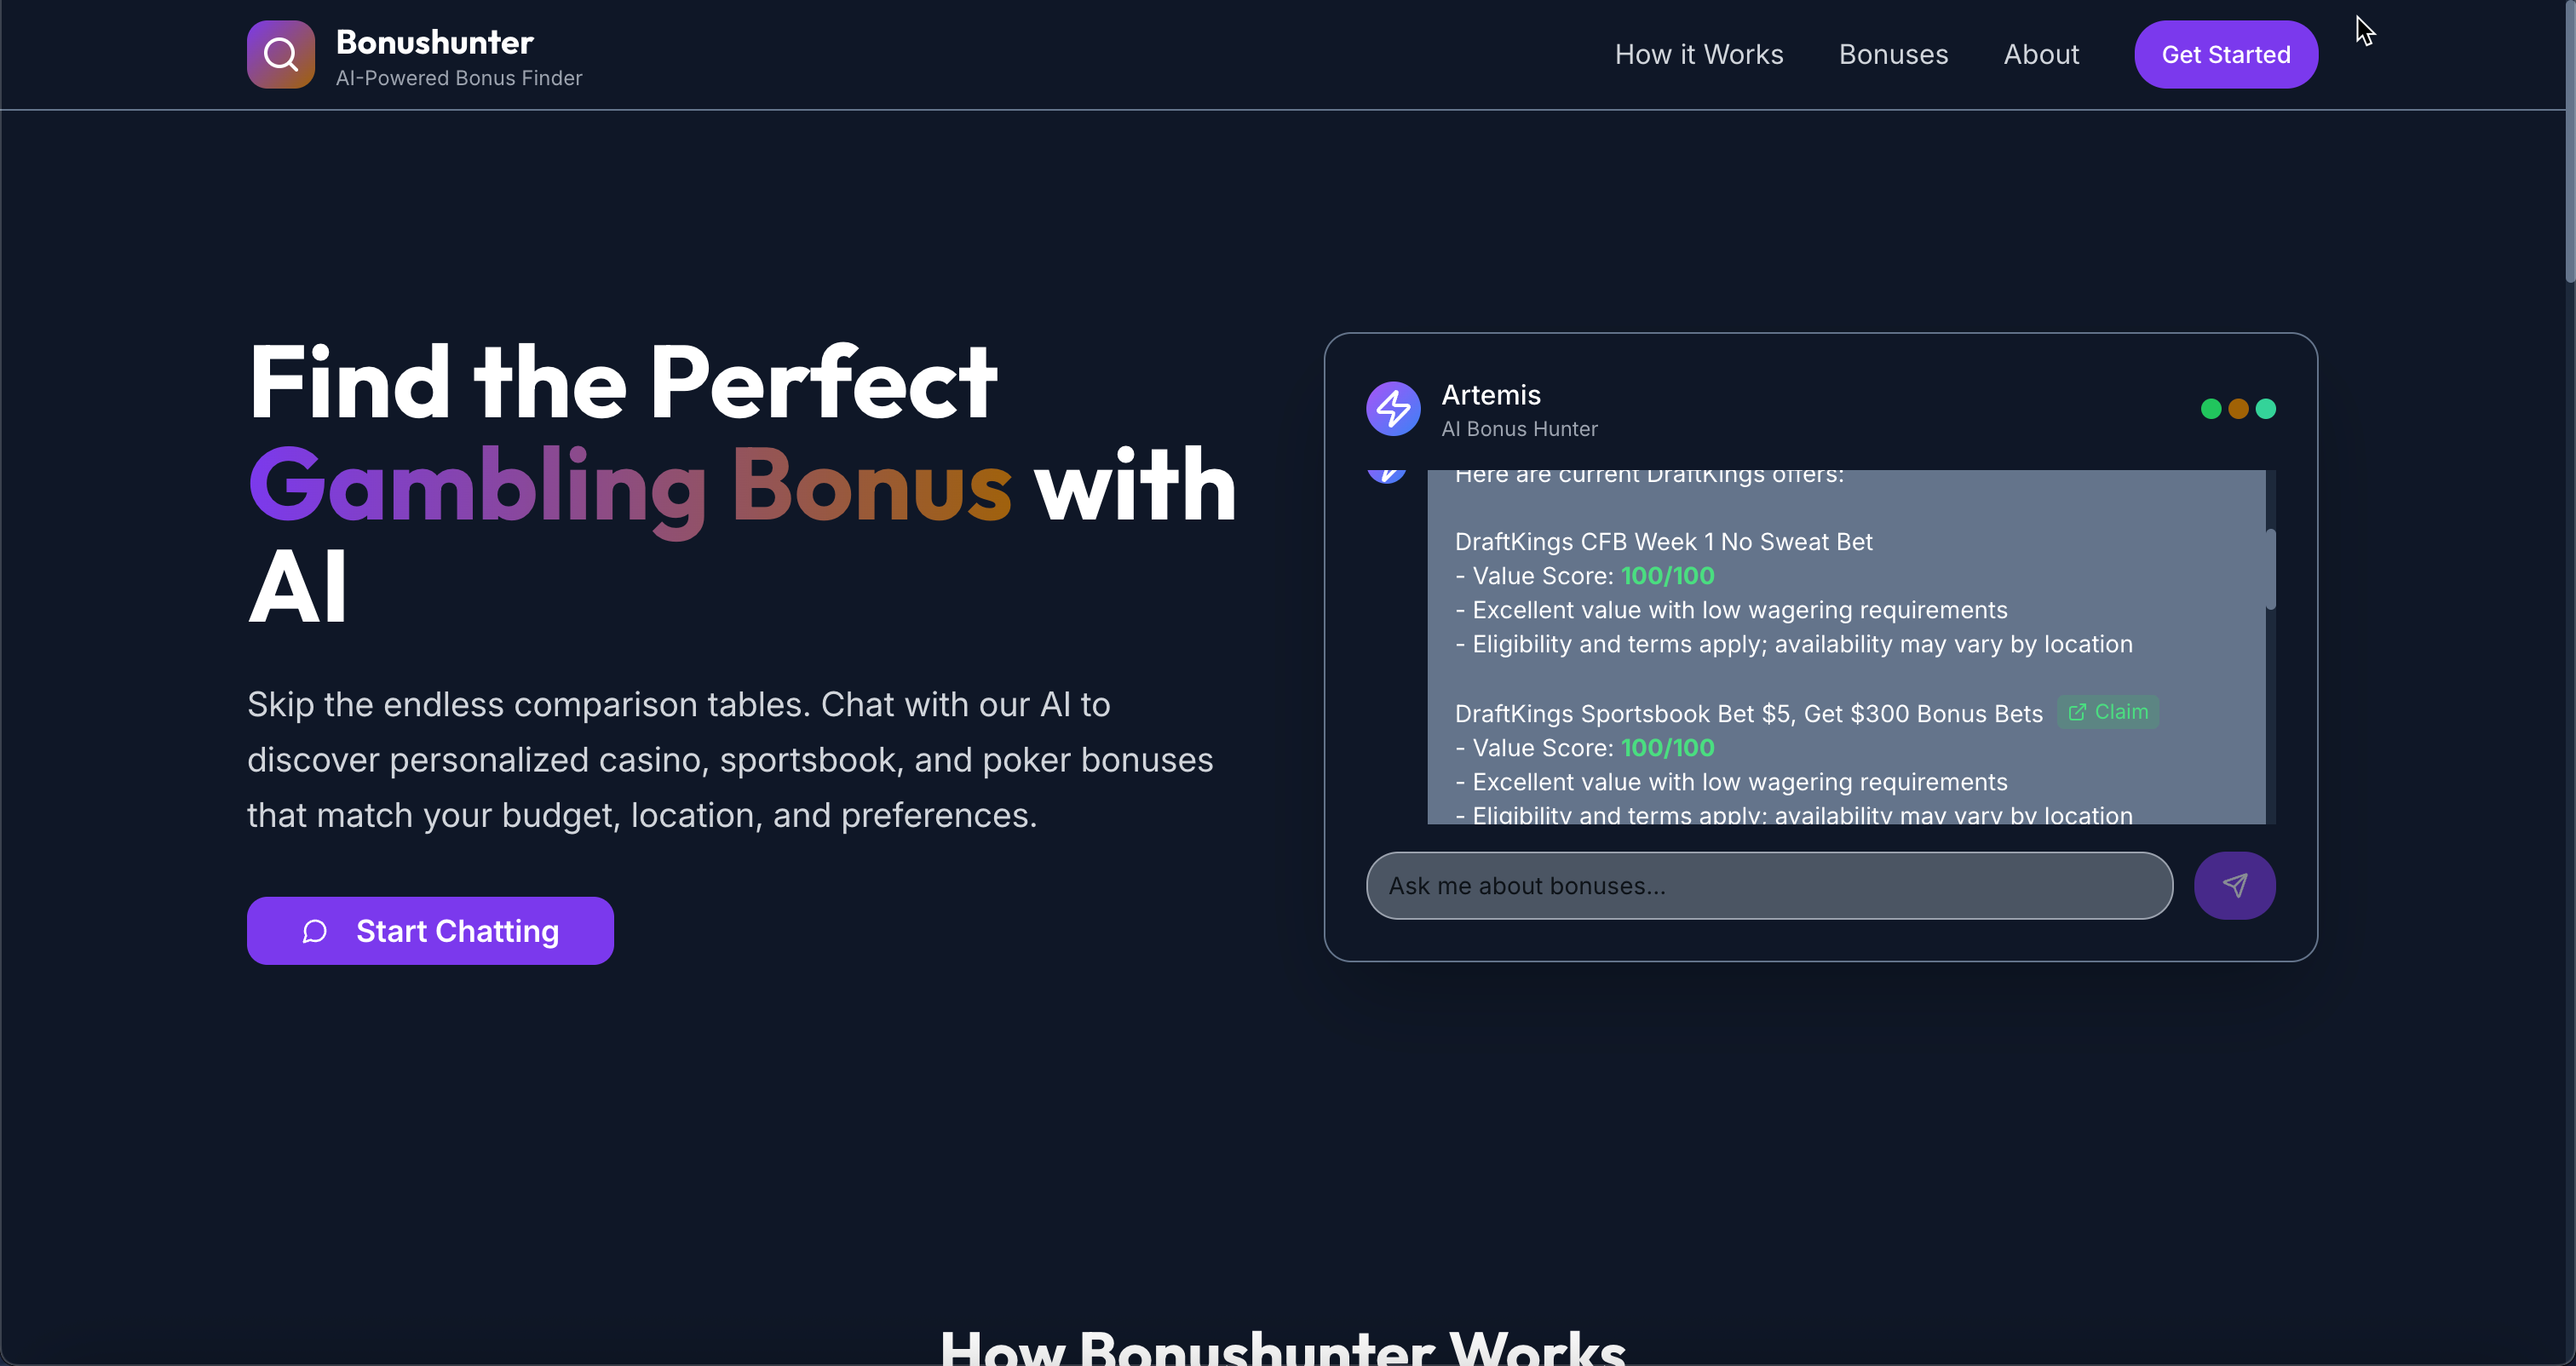 Bonushunter
AI-Powered Bonus Finder
How it Works
Bonuses
About
Get Started
Find the Perfect
Gambling Bonus with
AI
Skip the endless comparison tables. Chat with our AI to
discover personalized casino, sportsbook, and poker bonuses
that match your budget, location, and preferences.
Start Chatting
Artemis
AI Bonus Hunter
Here are current DraftKings offers:
DraftKings CFB Week 1 No Sweat Bet
- Value Score: 100/100
- Excellent value with low wagering requirements
- Eligibility and terms apply; availability may vary by location
DraftKings Sportsbook Bet $5, Get $300 Bonus Bets Claim
- Value Score: 100/100
- Excellent value with low wagering requirements
- Eligibility and terms apply; availability may vary by location
Ask me about bonuses...
How Bonushunter Works